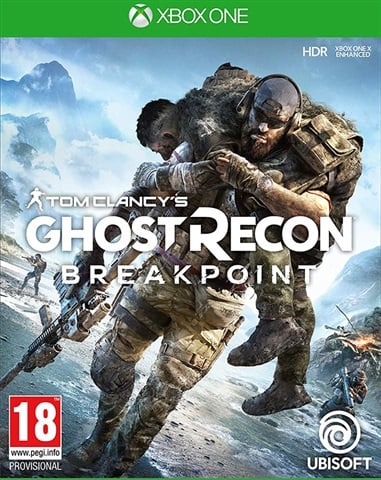 XBOX ONE
HDR
XBOX ONE X
ENHANCED
TOM CLANCY'S
GHOST RECON
BREAKPOINT
18
www.pegi.info
PROVISIONAL
UBISOFT